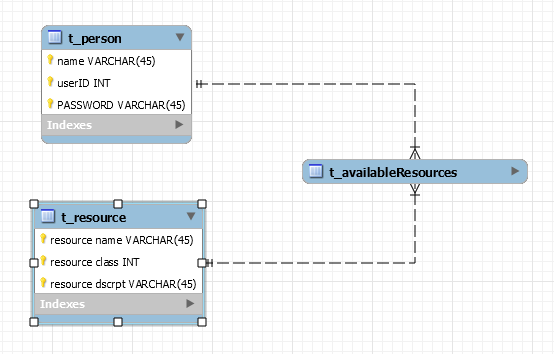 t_person
name VARCHAR(45)
userID INT
PASSWORD VARCHAR(45)
Indexes
t_availableResources
t_resource
resource name VARCHAR(45)
resource class INT
resource dscrpt VARCHAR(45)
Indexes